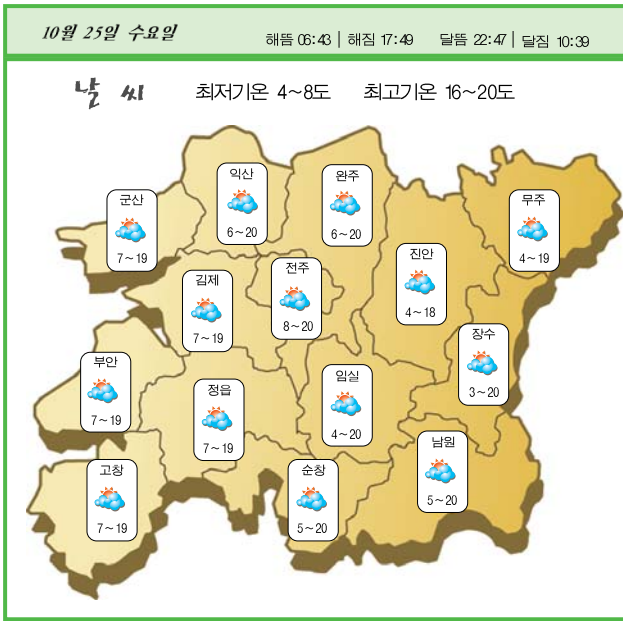 10월 25일 수요일 해뜸 06:43 | 해짐 17:49 달뜸 22:47 | 달짐 10:39
날 씨 최저기온 4~8도 최고기온 16~20도
익산
6~20
완주
6~20
군산
7~19
무주
4~19
진안
4~18
전주
8~20
김제
7~19
장수
3~20
부안
7~19
임실
4~20
정읍
7~19
남원
5~20
고창
7~19
순창
5~20